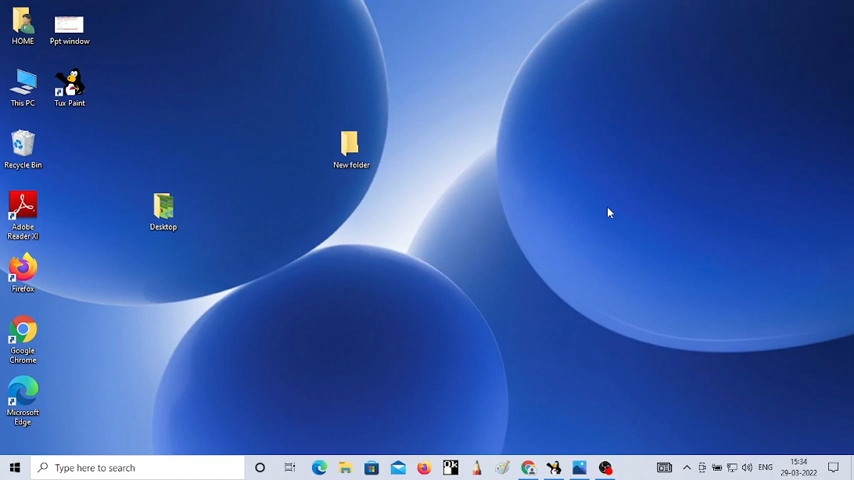 HOME
Ppt window
This PC
Tux Paint
Recycle Bin
New folder
Adobe
Reader XI
Desktop
Firefox
Google
Chrome
Microsoft
Edge
Type here to search
ENG
15:34
29-03-2022